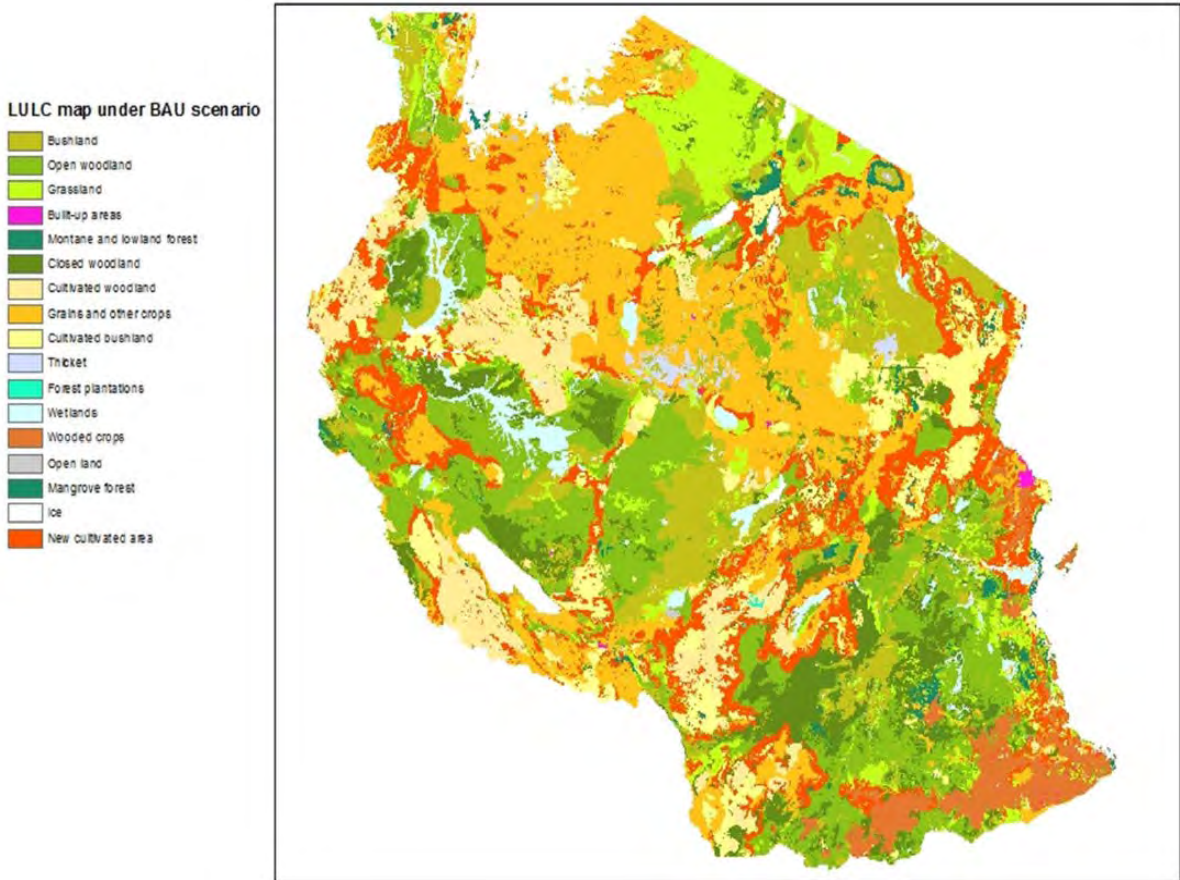 LULC map under BAU scenario
Bushland
Open woodland
Grassland
Built-up areas
Montane and lowland forest
Closed woodland
Cultivated woodland
Grains and other crops
Cultivated bushland
Thicket
Forest plantations
Wetlands
Wooded crops
Open land
Mangrove forest
Ice
New cultivated area